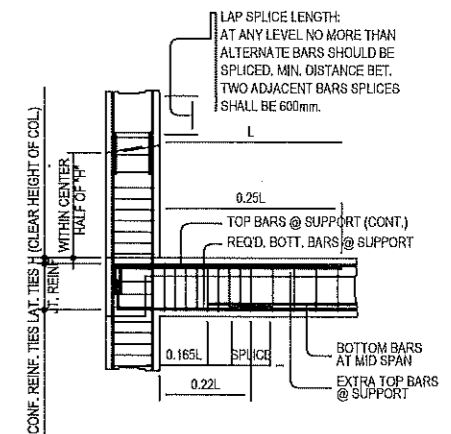 LAP SPLICE LENGTH:
AT ANY LEVEL NO MORE THAN
ALTERNATE BARS SHOULD BE
SPLICED. MIN. DISTANCE BET.
TWO ADJACENT BARS SPLICES
SHALL BE 600mm.
L
0.25L
TOP BARS @ SUPPORT (CONT.)
REQ'D. BOTT. BARS @ SUPPORT
CONF. REINF. TIES LAT. TIES H (CLEAR HEIGHT OF COL.)
WITHIN CENTER
HALF OF "H"
JT. REINF
0.165L
SPLICE
0.22L
BOTTOM BARS
AT MID SPAN
EXTRA TOP BARS
@ SUPPORT